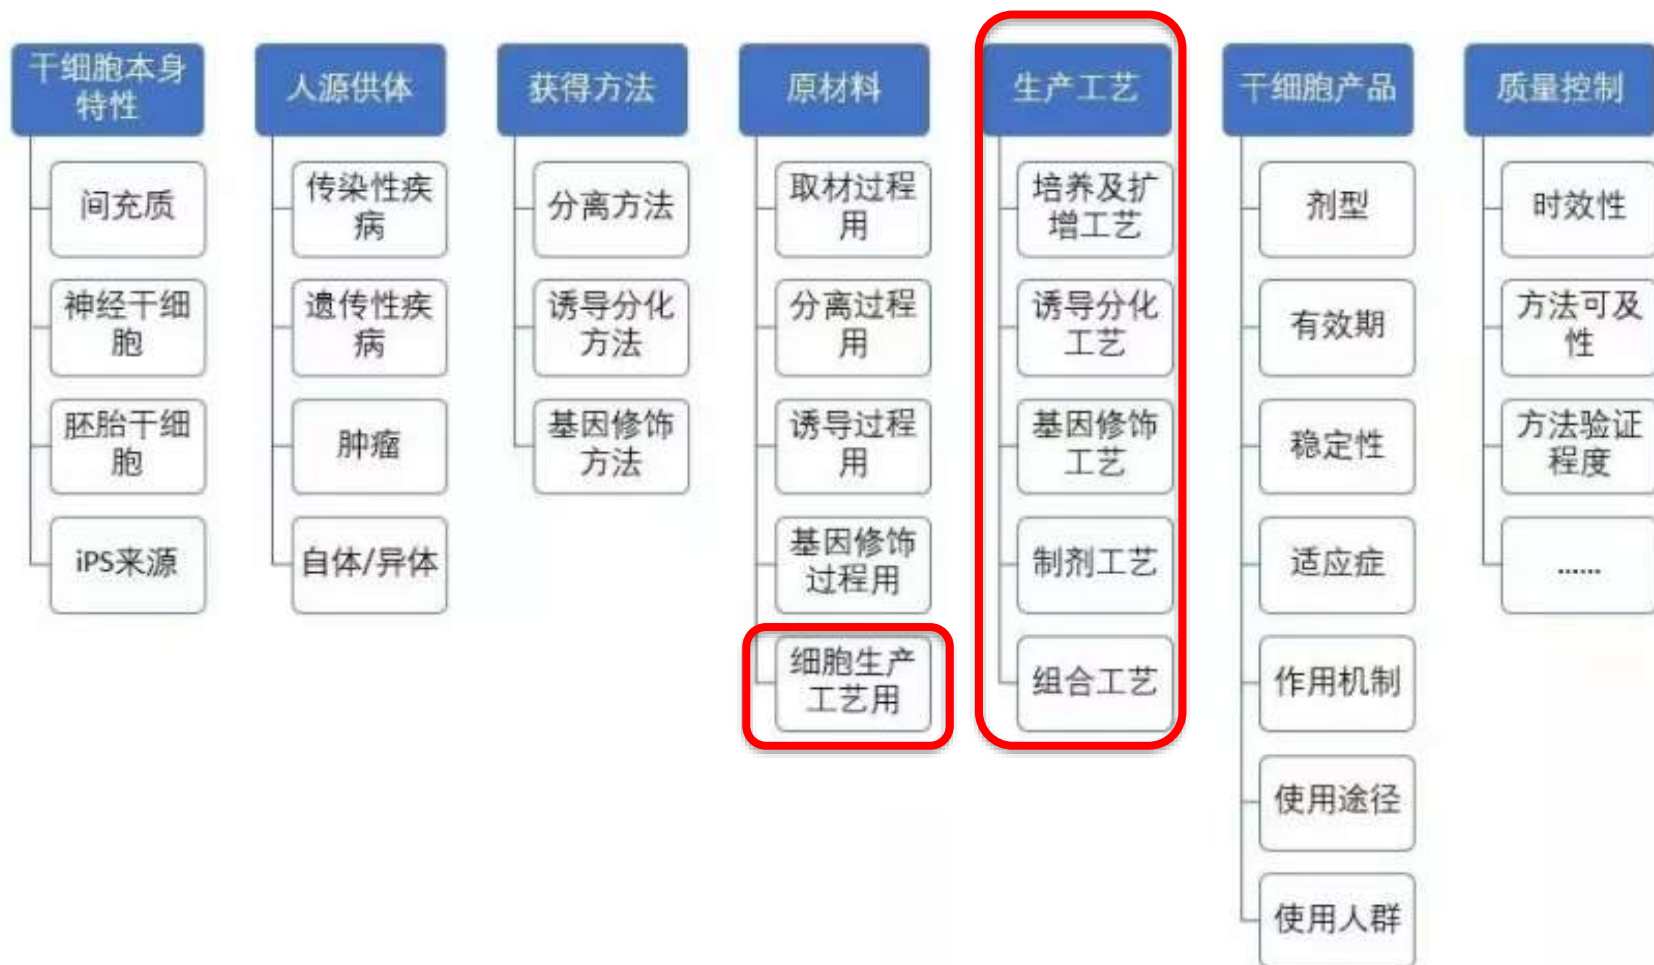 干细胞本身
特性
间充质
神经干细
胞
胚胎干细
胞
iPS来源
人源供体
传染性疾
病
遗传性疾
病
肿瘤
自体/异体
获得方法
分离方法
诱导分化
方法
基因修饰
方法
原材料
取材过程
用
分离过程
用
诱导过程
用
基因修饰
过程用
细胞生产
工艺用
生产工艺
培养及扩
增工艺
诱导分化
工艺
基因修饰
工艺
制剂工艺
组合工艺
干细胞产品
剂型
有效期
稳定性
适应症
作用机制
使用途径
使用人群
质量控制
时效性
方法可及
性
方法验证
程度
......